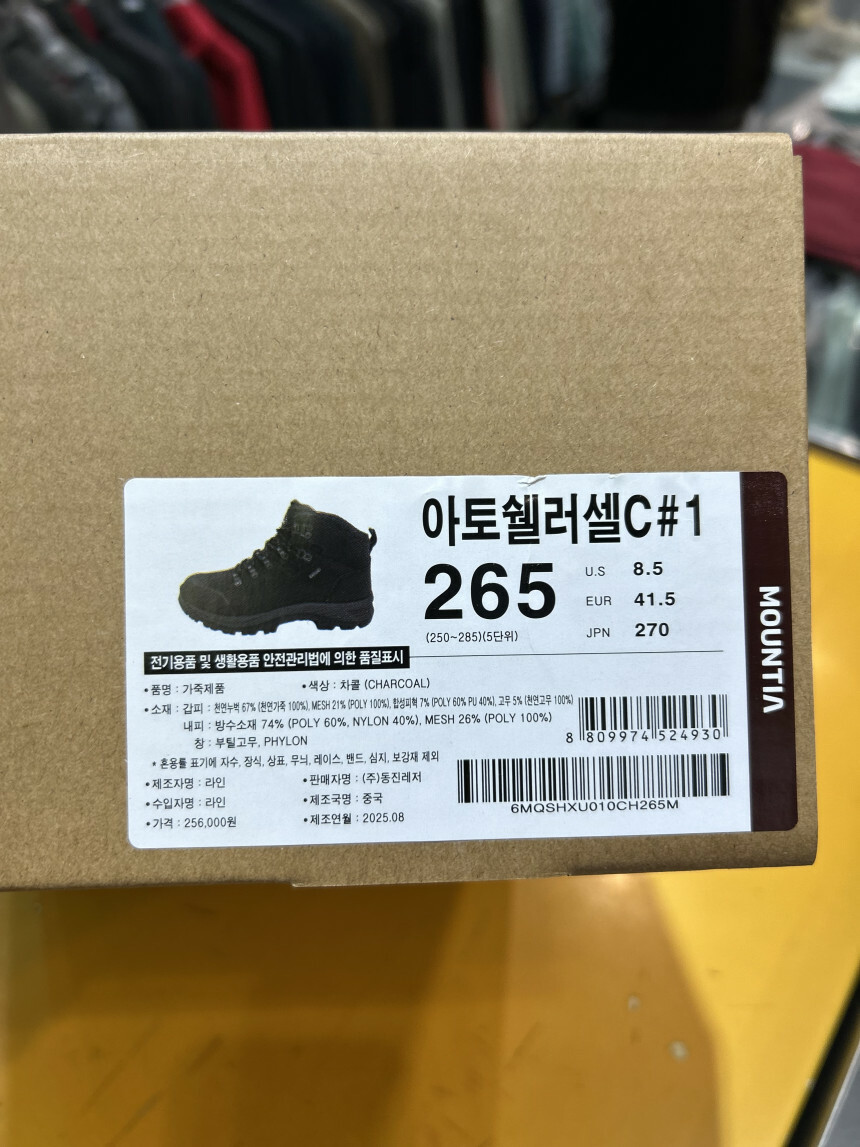 아토쉘러셀C#1
265
U.S 8.5
EUR 41.5
JPN 270
(250~285)(5단위)
MOUNTIA
전기용품 및 생활용품 안전관리법에 의한 품질표시
•품명 : 가죽제품 •색상 : 차콜 (CHARCOAL)
•소재 : 갑피 : 천연누벅 67% (천연가죽 100%), MESH 21% (POLY 100%), 합성피혁 7% (POLY 60% PU 40%), 고무 5% (천연고무 100%)
내피 : 방수소재 74% (POLY 60%, NYLON 40%), MESH 26% (POLY 100%)
창 : 부틸고무, PHYLON
* 혼용률 표기에 자수, 장식, 상표, 무늬, 레이스, 밴드, 심지, 보강재 제외
•제조자명 : 라인 •판매자명 : (주)동진레저
•수입자명 : 라인 •제조국명 : 중국
•가격 : 256,000원 •제조연월 : 2025.08
8 809974 524930
6MQSHXU010CH265M